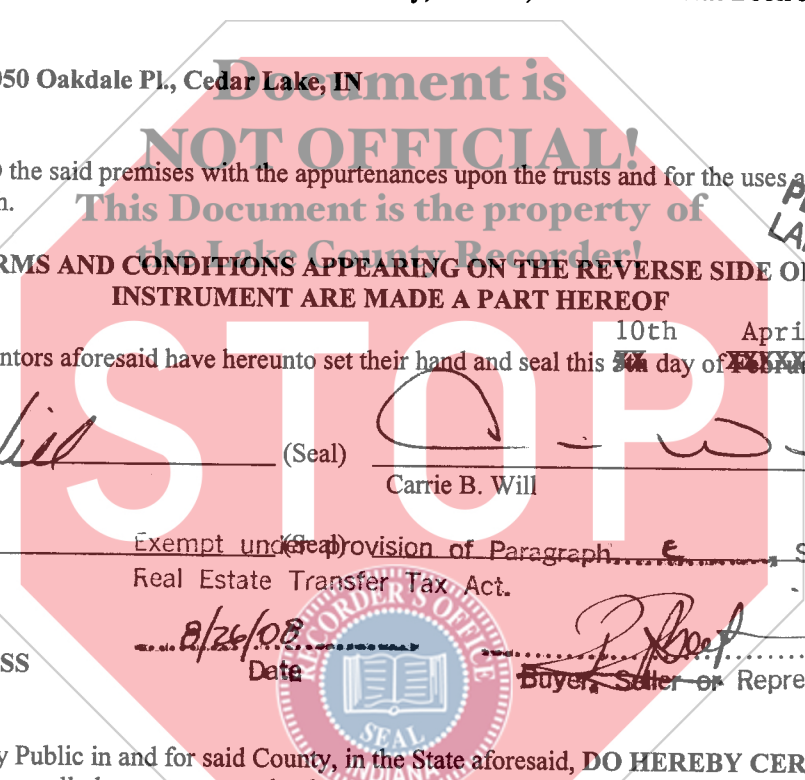 050 Oakdale Pl., Cedar Lake, IN
Document is
NOT OFFICIAL!
the said premises with the appurtenances upon the trusts and for the uses a
n.
This Document is the property of
the Lake County Recorder!
RMS AND CONDITIONS APPEARING ON THE REVERSE SIDE OF
INSTRUMENT ARE MADE A PART HEREOF
10th Apri
ntors aforesaid have hereunto set their hand and seal this 5th day of Februa
STOP
Will (Seal)
Carrie B. Will
(Seal)
Exempt under provision of Paragraph E S
Real Estate Transfer Tax Act.
8/26/08
Date
Buyer, Seller or Repre
SS
RECORDER'S OFFICE
SEAL
INDIANA
y Public in and for said County, in the State aforesaid, DO HEREBY CER